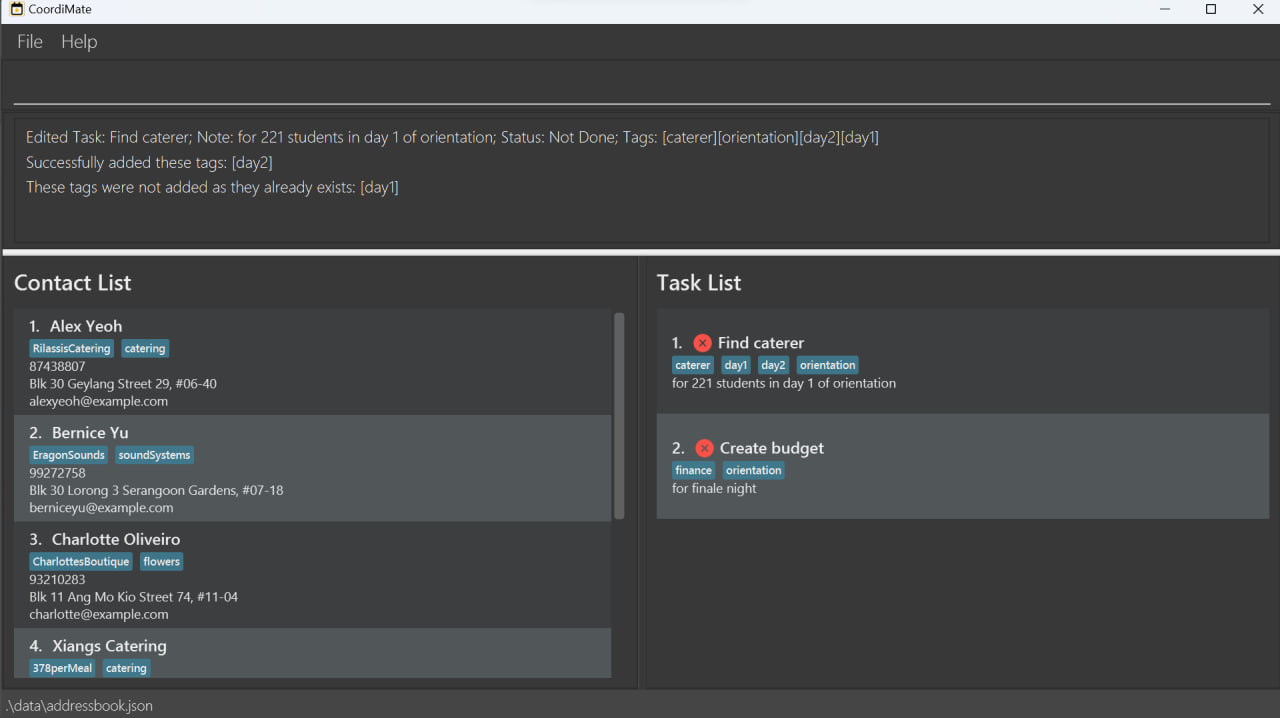 CoordiMate
File Help
Edited Task: Find caterer; Note: for 221 students in day 1 of orientation; Status: Not Done; Tags: [caterer][orientation][day2][day1]
Successfully added these tags: [day2]
These tags were not added as they already exists: [day1]
Contact List
1. Alex Yeoh
RilassisCatering catering
87438807
Blk 30 Geylang Street 29, #06-40
alexyeoh@example.com
2. Bernice Yu
EragonSounds soundSystems
99272758
Blk 30 Lorong 3 Serangoon Gardens, #07-18
berniceyu@example.com
3. Charlotte Oliveiro
CharlottesBoutique flowers
93210283
Blk 11 Ang Mo Kio Street 74, #11-04
charlotte@example.com
4. Xiangs Catering
378perMeal catering
Task List
1. Find caterer
caterer day1 day2 orientation
for 221 students in day 1 of orientation
2. Create budget
finance orientation
for finale night
.\data\addressbook.json